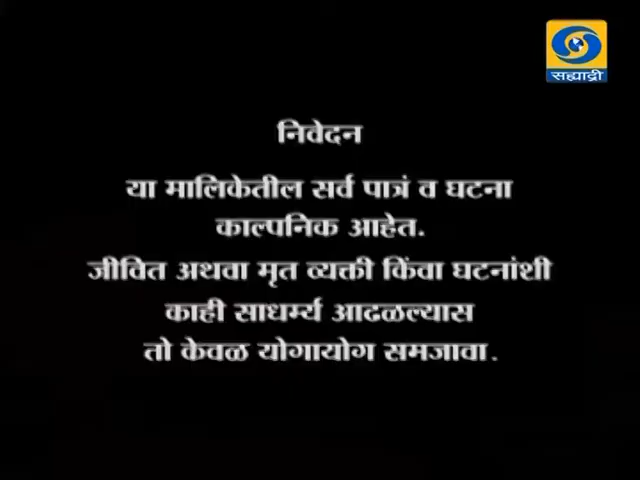 सह्याद्री
निवेदन
या मालिकेतील सर्व पात्रं व घटना
काल्पनिक आहेत.
जीवित अथवा मृत व्यक्ती किंवा घटनांशी
काही साधर्म्य आढळल्यास
तो केवळ योगायोग समजावा.